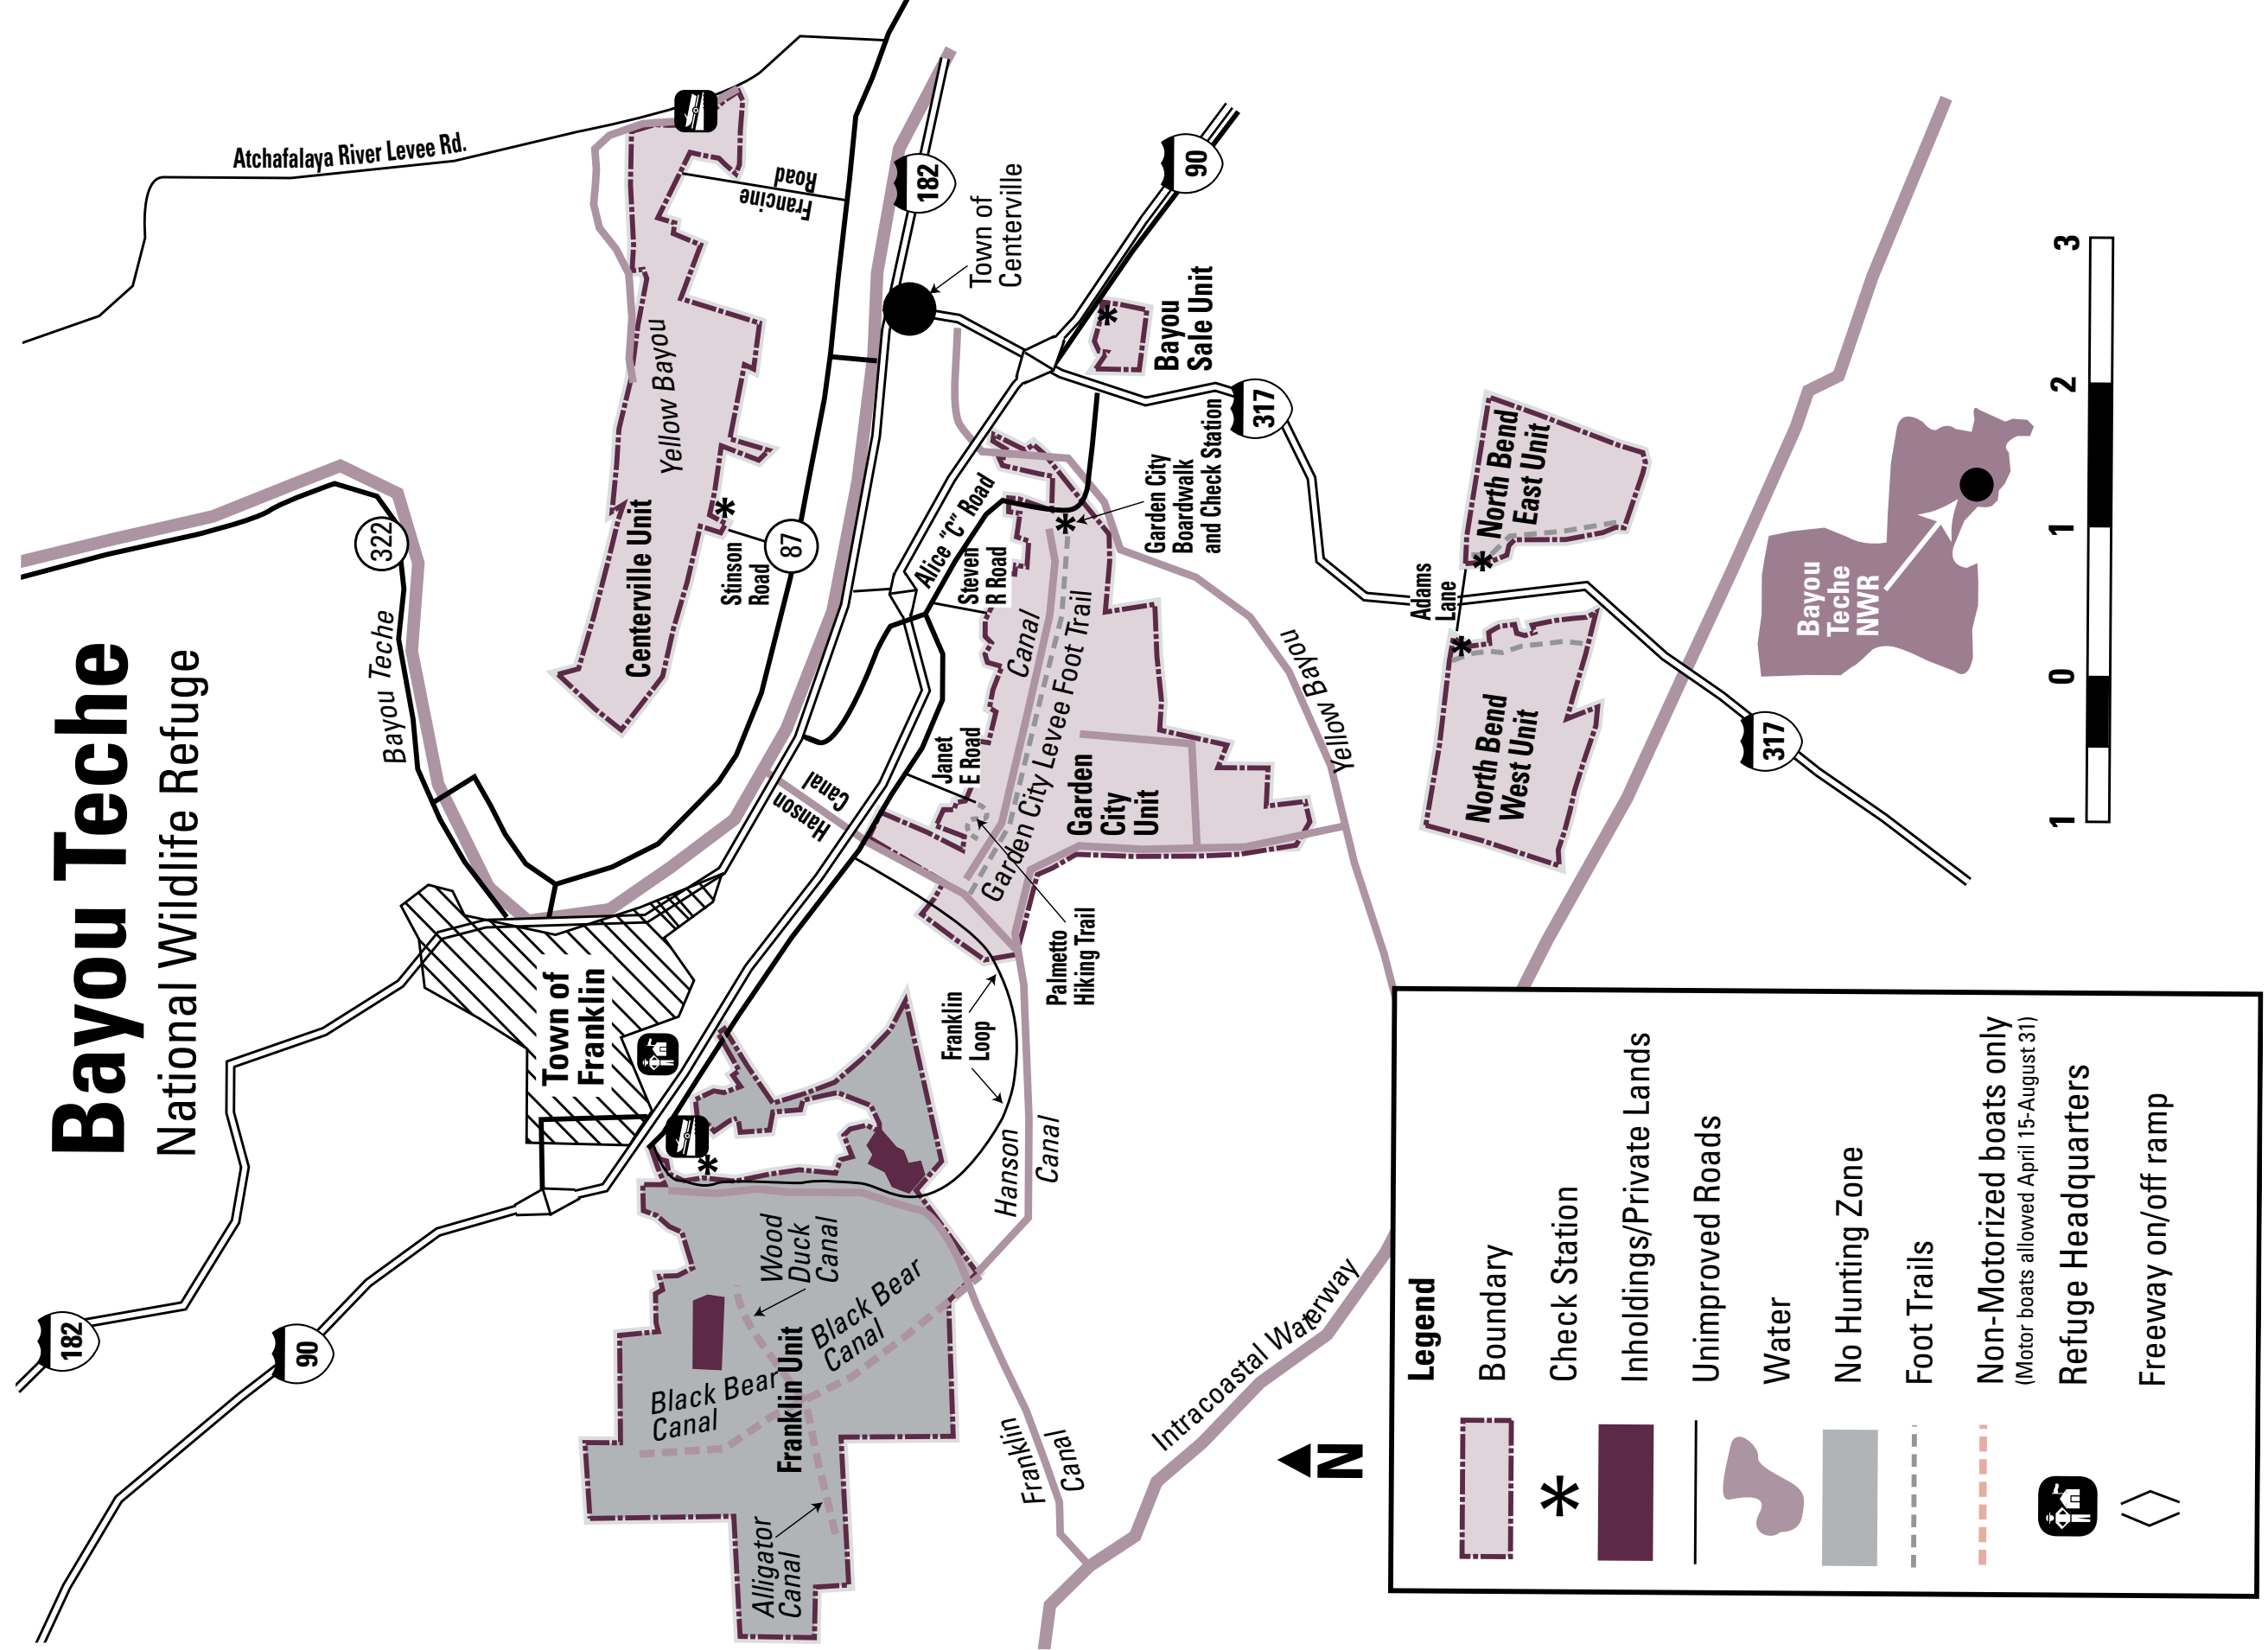 Bayou Teche
National Wildlife Refuge
182
90
322
Bayou Teche
Atchafalaya River Levee Rd.
Town of
Franklin
Centerville Unit
Yellow Bayou
Francine
Road
Stinson
Road
87
182
Town of
Centerville
90
Hanson
Canal
Alice "C" Road
Steven
R Road
Janet
E Road
Canal
Garden City Levee Foot Trail
Garden
City
Unit
Garden City
Boardwalk
and Check Station
Bayou
Sale Unit
317
Palmetto
Hiking Trail
Franklin
Loop
Hanson
Canal
Wood
Duck
Canal
Black Bear
Canal
Black Bear
Canal
Franklin Unit
Alligator
Canal
Franklin
Canal
Intracoastal Waterway
Yellow Bayou
Adams
Lane
North Bend
East Unit
North Bend
West Unit
317
Bayou
Teche
NWR
N
Legend
Boundary
Check Station
Inholdings/Private Lands
Unimproved Roads
Water
No Hunting Zone
Foot Trails
Non-Motorized boats only
(Motor boats allowed April 15-August 31)
Refuge Headquarters
Freeway on/off ramp
1 0 1 2 3